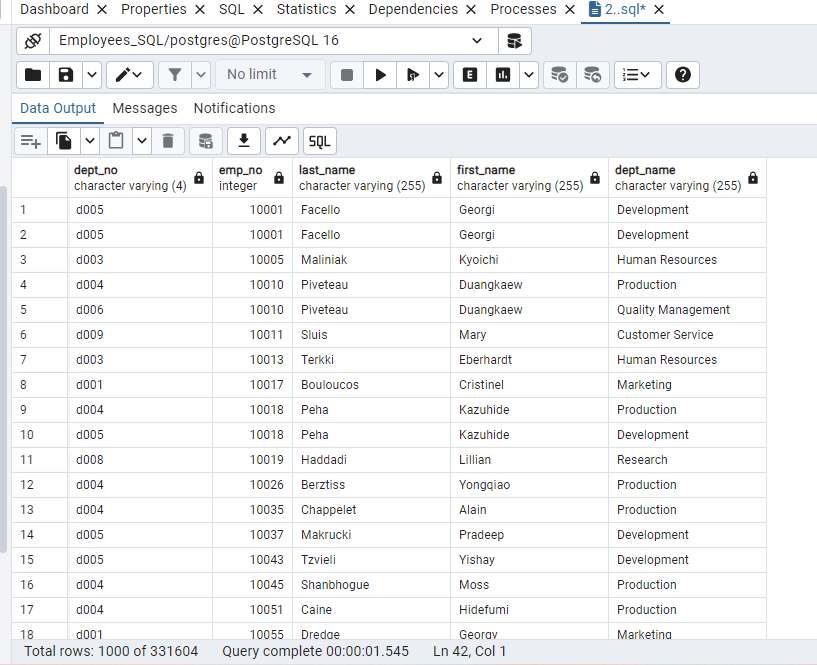 Dashboard Properties SQL Statistics Dependencies Processes 2..sql*
Employees_SQL/postgres@PostgreSQL 16
No limit E
Data Output Messages Notifications
SQL
dept_no emp_no last_name first_name dept_name
character varying (4) integer character varying (255) character varying (255) character varying (255)
1 d005 10001 Facello Georgi Development
2 d005 10001 Facello Georgi Development
3 d003 10005 Maliniak Kyoichi Human Resources
4 d004 10010 Piveteau Duangkaew Production
5 d006 10010 Piveteau Duangkaew Quality Management
6 d009 10011 Sluis Mary Customer Service
7 d003 10013 Terkki Eberhardt Human Resources
8 d001 10017 Bouloucos Cristinel Marketing
9 d004 10018 Peha Kazuhide Production
10 d005 10018 Peha Kazuhide Development
11 d008 10019 Haddadi Lillian Research
12 d004 10026 Berztiss Yongqiao Production
13 d004 10035 Chappelet Alain Production
14 d005 10037 Makrucki Pradeep Development
15 d005 10043 Tzvieli Yishay Development
16 d004 10045 Shanbhogue Moss Production
17 d004 10051 Caine Hidefumi Production
18 d001 10055 Dredge Georgy Marketing
Total rows: 1000 of 331604 Query complete 00:00:01.545 Ln 42, Col 1